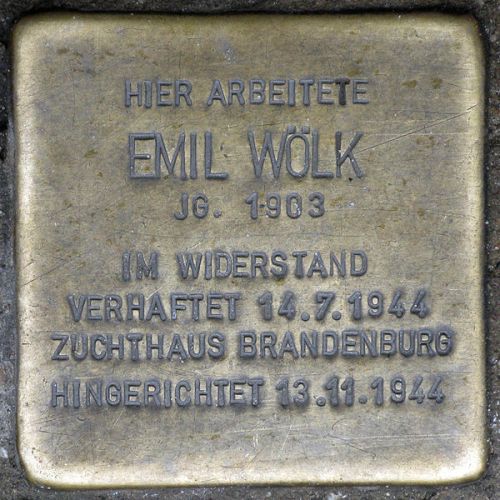 HIER ARBEITETE
EMIL WÖLK
JG. 1903
IM WIDERSTAND
VERHAFTET 14.7.1944
ZUCHTHAUS BRANDENBURG
HINGERICHTET 13.11.1944